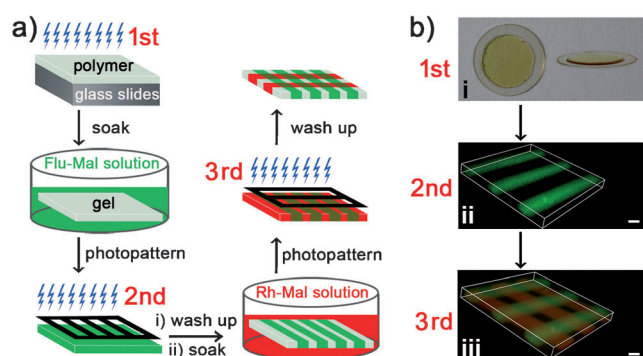 a)
1st
polymer
glass slides
soak
Flu-Mal solution
gel
photopattern
2nd
i) wash up
ii) soak
Rh-Mal solution
photopattern
3rd
wash up
b)
1st
i
2nd
ii
3rd
iii